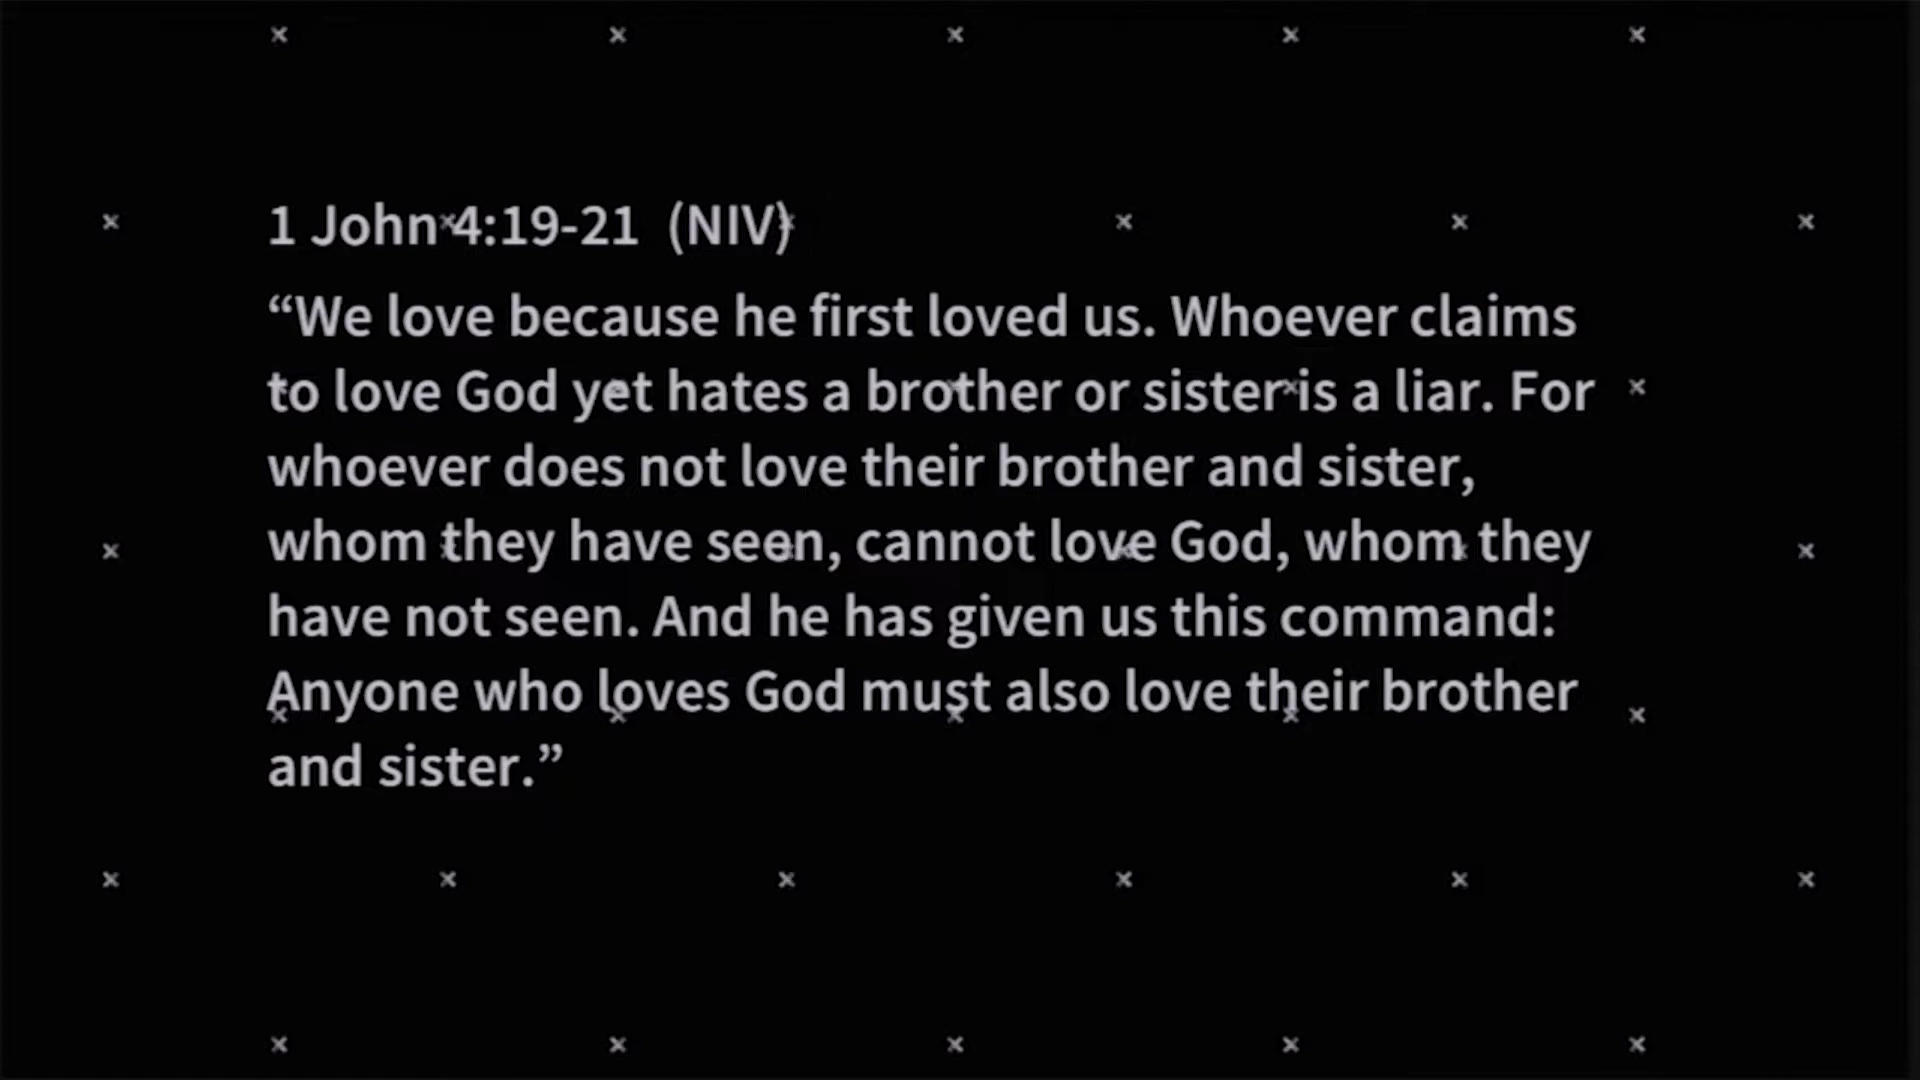 1 John 4:19-21 (NIV)
“We love because he first loved us. Whoever claims
to love God yet hates a brother or sister is a liar. For
whoever does not love their brother and sister,
whom they have seen, cannot love God, whom they
have not seen. And he has given us this command:
Anyone who loves God must also love their brother
and sister.”